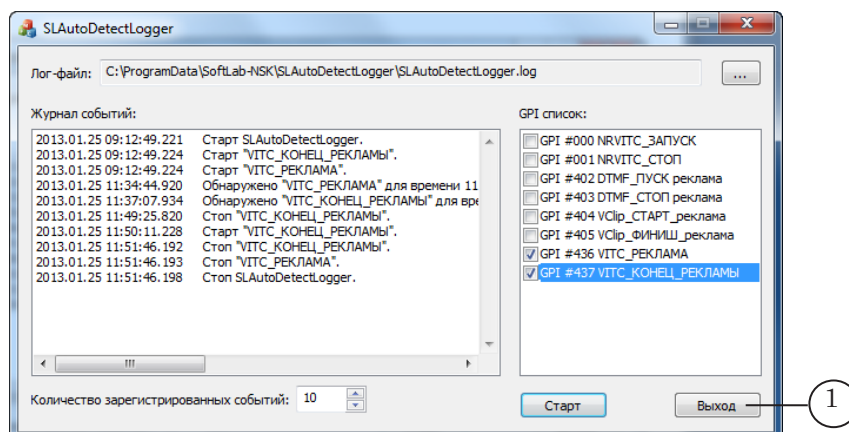 SLAutoDetectLogger
Лог-файл: C:\ProgramData\SoftLab-NSK\SLAutoDetectLogger\SLAutoDetectLogger.log ...
Журнал событий:
2013.01.25 09:12:49.221 Старт SLAutoDetectLogger.
2013.01.25 09:12:49.224 Старт "VITC_КОНЕЦ_РЕКЛАМЫ".
2013.01.25 09:12:49.224 Старт "VITC_РЕКЛАМА".
2013.01.25 11:34:44.920 Обнаружено "VITC_РЕКЛАМА" для времени 11
2013.01.25 11:37:07.934 Обнаружено "VITC_КОНЕЦ_РЕКЛАМЫ" для вре
2013.01.25 11:49:25.820 Стоп "VITC_КОНЕЦ_РЕКЛАМЫ".
2013.01.25 11:50:11.228 Старт "VITC_КОНЕЦ_РЕКЛАМЫ".
2013.01.25 11:51:46.192 Стоп "VITC_КОНЕЦ_РЕКЛАМЫ".
2013.01.25 11:51:46.193 Стоп "VITC_РЕКЛАМА".
2013.01.25 11:51:46.198 Стоп SLAutoDetectLogger.
GPI список:
GPI #000 NRVITC_ЗАПУСК
GPI #001 NRVITC_СТОП
GPI #402 DTMF_ПУСК реклама
GPI #403 DTMF_СТОП реклама
GPI #404 VClip_СТАРТ_реклама
GPI #405 VClip_ФИНИШ_реклама
GPI #436 VITC_РЕКЛАМА
GPI #437 VITC_КОНЕЦ_РЕКЛАМЫ
Количество зарегистрированных событий: 10
Старт
Выход
1